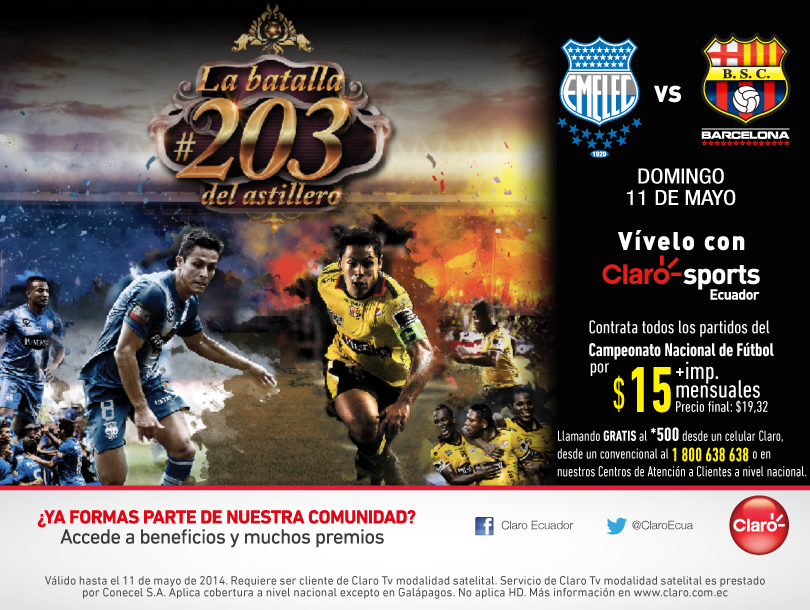 La batalla
#203
del astillero
EMELEC
1929
VS
B. S. C.
BARCELONA
DOMINGO
11 DE MAYO
Vívelo con
Claro-sports
Ecuador
Contrata todos los partidos del
Campeonato Nacional de Fútbol
por $15 +imp.
mensuales
Precio final: $19,32
Llamando GRATIS al *500 desde un celular Claro,
desde un convencional al 1 800 638 638 o en
nuestros Centros de Atención a Clientes a nivel nacional.
8
¿YA FORMAS PARTE DE NUESTRA COMUNIDAD?
Accede a beneficios y muchos premios
Claro Ecuador
@ClaroEcua
Claro
Válido hasta el 11 de mayo de 2014. Requiere ser cliente de Claro Tv modalidad satelital. Servicio de Claro Tv modalidad satelital es prestado
por Conecel S.A. Aplica cobertura a nivel nacional excepto en Galápagos. No aplica HD. Más información en www.claro.com.ec